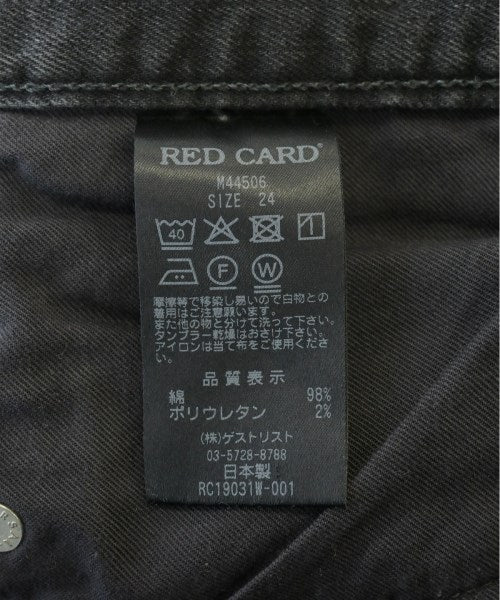 RED CARD®
M44506
SIZE 24
40
F W
摩擦等で移染し易いので白物との
着用はご注意願います。
また他の物と分けて洗って下さい。
タンブラー乾燥はお避け下さい。
アイロンは当て布をご使用下さい
。
品質表示
綿 98%
ポリウレタン 2%
(株)ゲストリスト
03-5728-8788
日本製
RC19031W-001